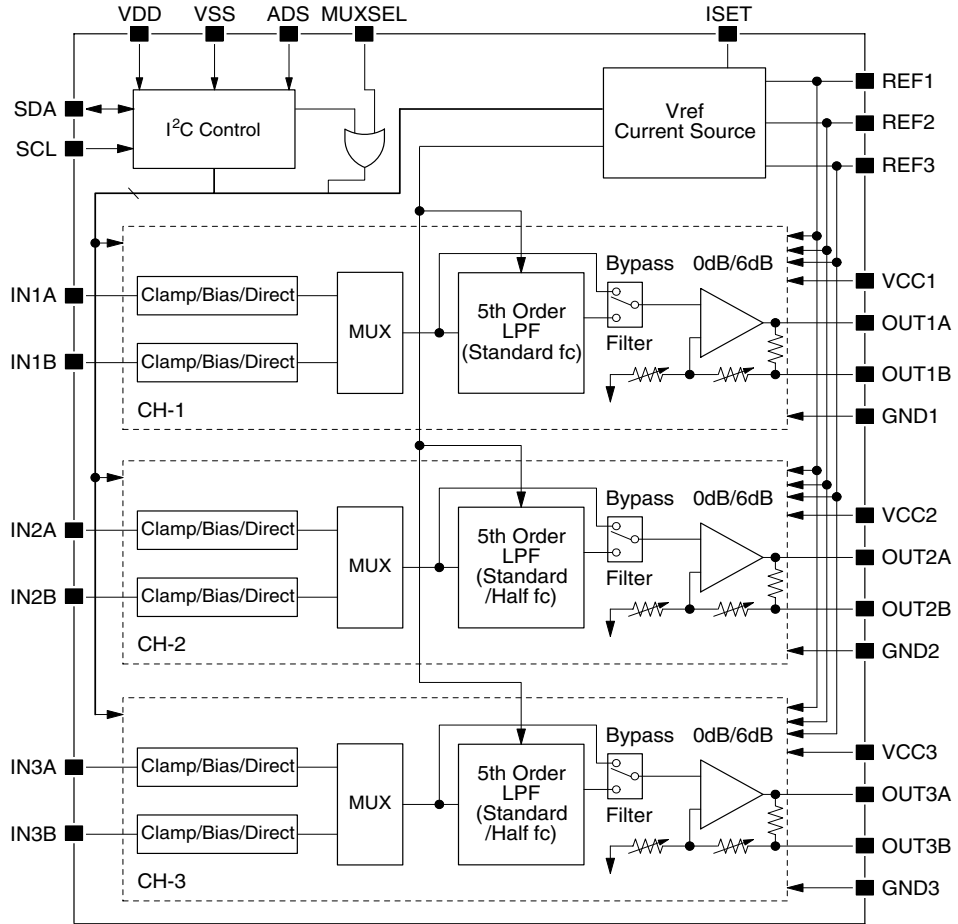 VDD
VSS
ADS
MUXSEL
ISET
SDA
SCL
I²C Control
Vref
Current Source
REF1
REF2
REF3
IN1A
IN1B
Clamp/Bias/Direct
Clamp/Bias/Direct
CH-1
MUX
5th Order
LPF
(Standard fc)
Bypass
Filter
0dB/6dB
VCC1
OUT1A
OUT1B
GND1
IN2A
IN2B
Clamp/Bias/Direct
Clamp/Bias/Direct
CH-2
MUX
5th Order
LPF
(Standard
/Half fc)
Bypass
Filter
0dB/6dB
VCC2
OUT2A
OUT2B
GND2
IN3A
IN3B
Clamp/Bias/Direct
Clamp/Bias/Direct
CH-3
MUX
5th Order
LPF
(Standard
/Half fc)
Bypass
Filter
0dB/6dB
VCC3
OUT3A
OUT3B
GND3